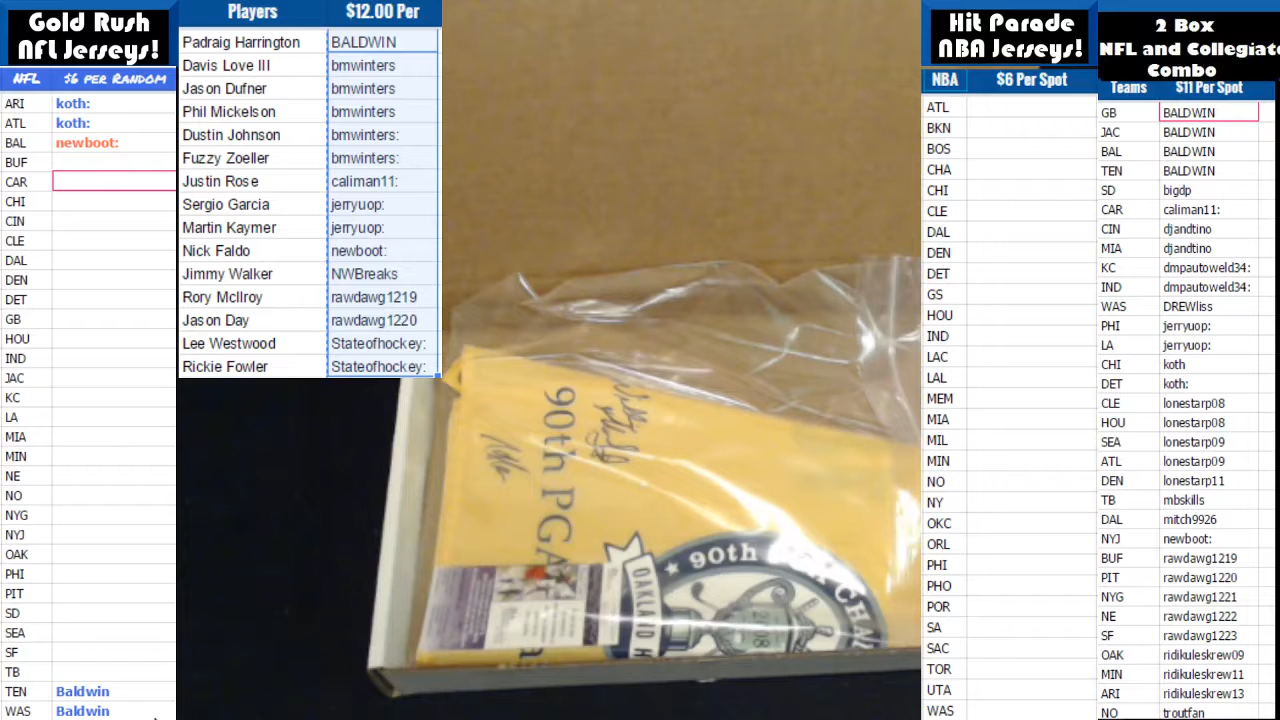 Gold Rush
NFL Jerseys!
NFL $6 per Random
ARI koth:
ATL koth:
BAL newboot:
BUF
CAR
CHI
CIN
CLE
DAL
DEN
DET
GB
HOU
IND
JAC
KC
LA
MIA
MIN
NE
NO
NYG
NYJ
OAK
PHI
PIT
SD
SEA
SF
TB
TEN Baldwin
WAS Baldwin
Players $12.00 Per
Padraig Harrington BALDWIN
Davis Love III bmwinters
Jason Dufner bmwinters
Phil Mickelson bmwinters
Dustin Johnson bmwinters:
Fuzzy Zoeller bmwinters:
Justin Rose caliman11:
Sergio Garcia jerryuop:
Martin Kaymer jerryuop:
Nick Faldo newboot:
Jimmy Walker NWBreaks
Rory McIlroy rawdawg1219
Jason Day rawdawg1220
Lee Westwood Stateofhockey:
Rickie Fowler Stateofhockey:
90th PGA
90th
CHA
OAKLAND H
2008
Hit Parade
NBA Jerseys!
NBA $6 Per Spot
ATL
BKN
BOS
CHA
CHI
CLE
DAL
DEN
DET
GS
HOU
IND
LAC
LAL
MEM
MIA
MIL
MIN
NO
NY
OKC
ORL
PHI
PHO
POR
SA
SAC
TOR
UTA
WAS
2 Box
NFL and Collegiate
Combo
Teams $11 Per Spot
GB BALDWIN
JAC BALDWIN
BAL BALDWIN
TEN BALDWIN
SD bigdp
CAR caliman11:
CIN djandtino
MIA djandtino
KC dmpautoweld34:
IND dmpautoweld34:
WAS DREWliss
PHI jerryuop:
LA jerryuop:
CHI koth
DET koth:
CLE lonestarp08
HOU lonestarp08
SEA lonestarp09
ATL lonestarp09
DEN lonestarp11
TB mbskills
DAL mitch9926
NYJ newboot:
BUF rawdawg1219
PIT rawdawg1220
NYG rawdawg1221
NE rawdawg1222
SF rawdawg1223
OAK ridikuleskrew09
MIN ridikuleskrew11
ARI ridikuleskrew13
NO troutfan